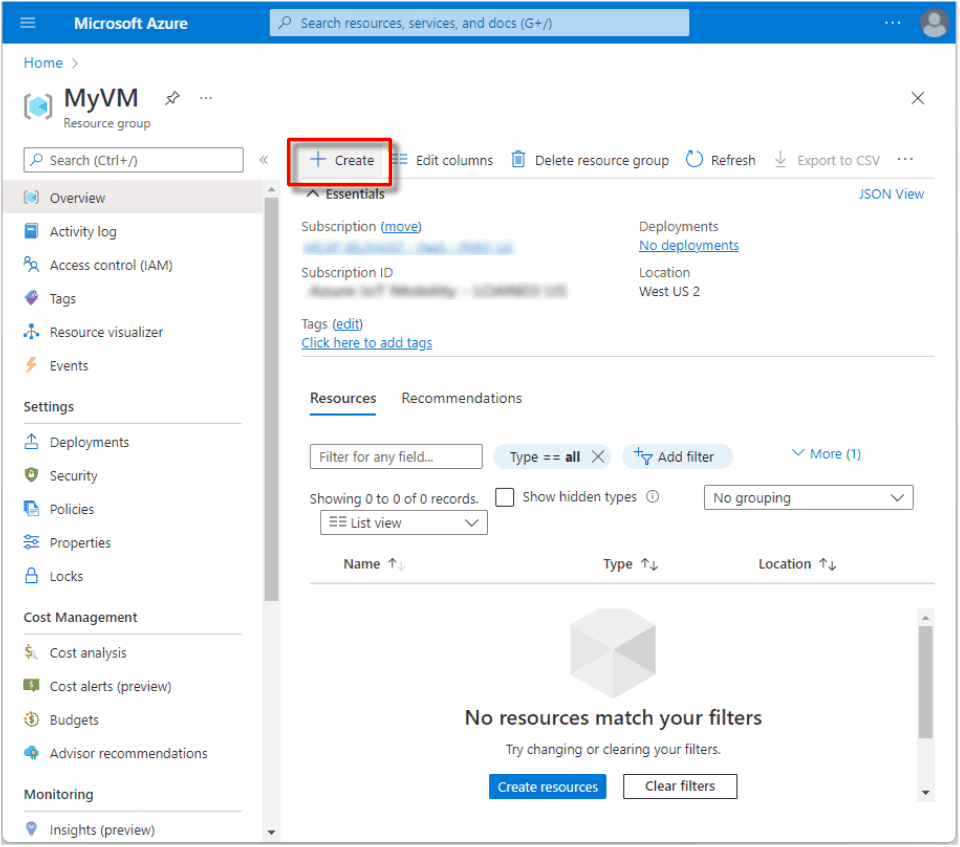 Microsoft Azure
Search resources, services, and docs (G+/)
...
Home >
MyVM
...
Resource group
Search (Ctrl+/)
«
Overview
Activity log
Access control (IAM)
Tags
Resource visualizer
Events
Settings
Deployments
Security
Policies
Properties
Locks
Cost Management
Cost analysis
Cost alerts (preview)
Budgets
Advisor recommendations
Monitoring
Insights (preview)
+ Create Edit columns Delete resource group Refresh Export to CSV ...
Essentials JSON View
Subscription (move)
Subscription ID
Tags (edit)
Click here to add tags
Deployments
No deployments
Location
West US 2
Resources Recommendations
Filter for any field... Type == all Add filter More (1)
Showing 0 to 0 of 0 records. Show hidden types No grouping
List view
Name Type Location
No resources match your filters
Try changing or clearing your filters.
Create resources Clear filters